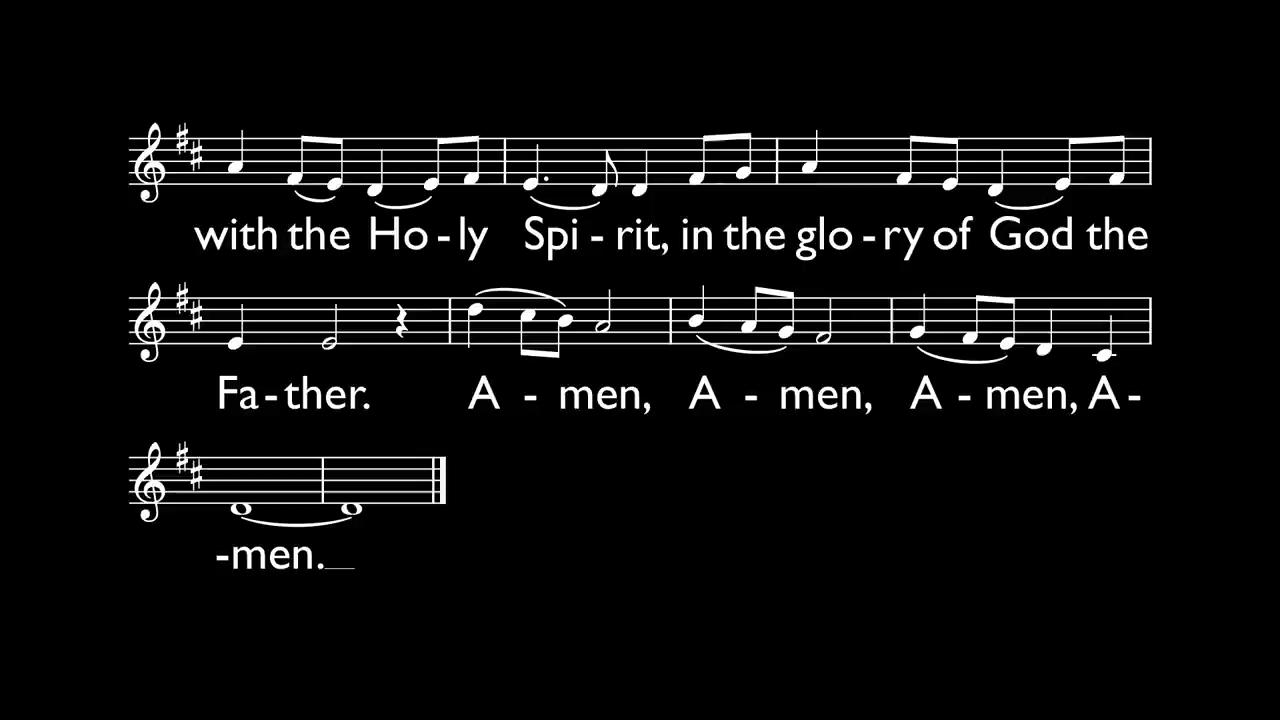 with the Ho - ly Spi - rit, in the glo - ry of God the
Fa - ther. A - men, A - men, A - men, A -
-men.__